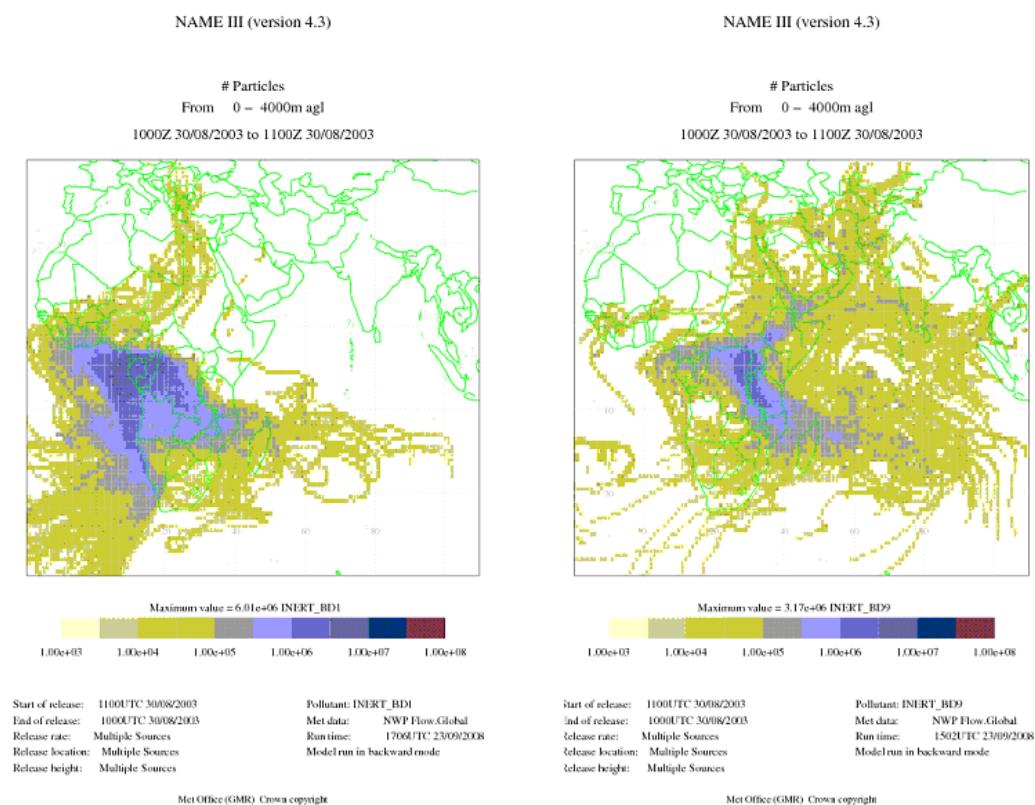 NAME III (version 4.3)
# Particles
From 0 – 4000m agl
1000Z 30/08/2003 to 1100Z 30/08/2003
Maximum value = 6.01e+06 INERT_BD1
1.00e+03 1.00e+04 1.00e+05 1.00e+06 1.00e+07 1.00e+08
Start of release: 1100UTC 30/08/2003
End of release: 1000UTC 30/08/2003
Release rate: Multiple Sources
Release location: Multiple Sources
Release height: Multiple Sources
Pollutant: INERT_BD1
Met data: NWP Flow.Global
Run time: 1706UTC 23/09/2008
Model run in backward mode
Met Office (GMR) Crown copyright
NAME III (version 4.3)
# Particles
From 0 – 4000m agl
1000Z 30/08/2003 to 1100Z 30/08/2003
Maximum value = 3.17e+06 INERT_BD9
1.00e+03 1.00e+04 1.00e+05 1.00e+06 1.00e+07 1.00e+08
Start of release: 1100UTC 30/08/2003
End of release: 1000UTC 30/08/2003
Release rate: Multiple Sources
Release location: Multiple Sources
Release height: Multiple Sources
Pollutant: INERT_BD9
Met data: NWP Flow.Global
Run time: 1502UTC 23/09/2008
Model run in backward mode
Met Office (GMR) Crown copyright